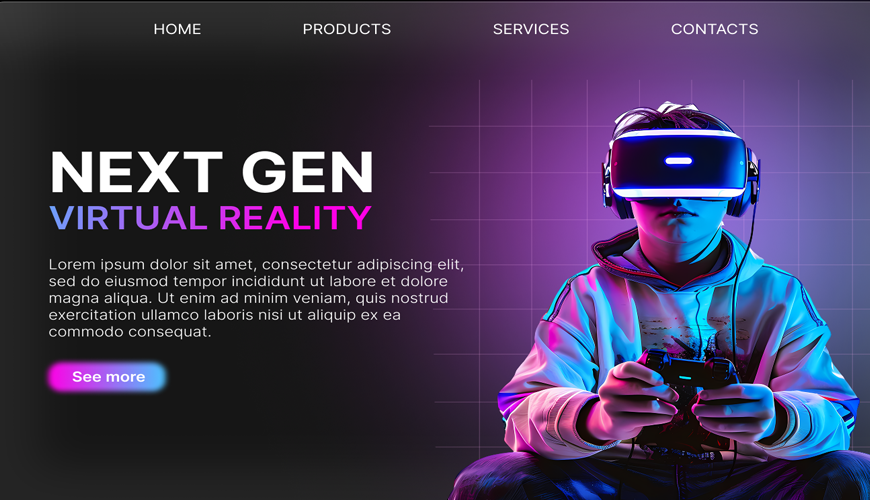 HOME PRODUCTS SERVICES CONTACTS
NEXT GEN
VIRTUAL REALITY
Lorem ipsum dolor sit amet, consectetur adipiscing elit,
sed do eiusmod tempor incididunt ut labore et dolore
magna aliqua. Ut enim ad minim veniam, quis nostrud
exercitation ullamco laboris nisi ut aliquip ex ea
commodo consequat.
See more